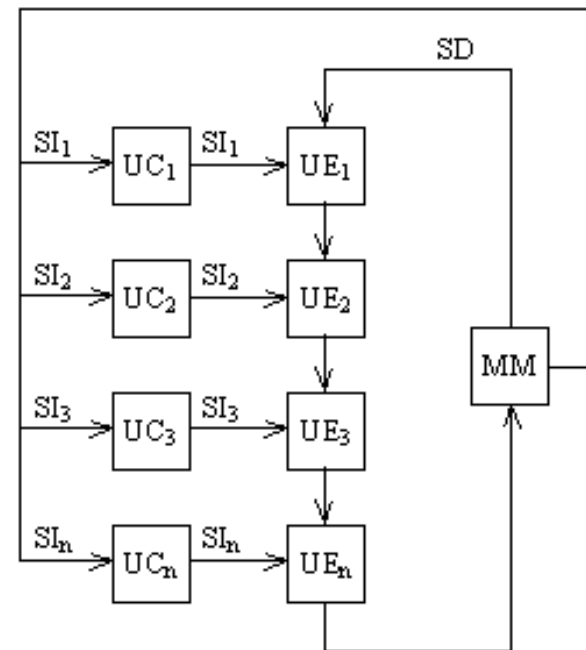 SD
SI₁ UC₁ SI₁ UE₁
SI₂ UC₂ SI₂ UE₂
MM
SI₃ UC₃ SI₃ UE₃
SIₙ UCₙ SIₙ UEₙ